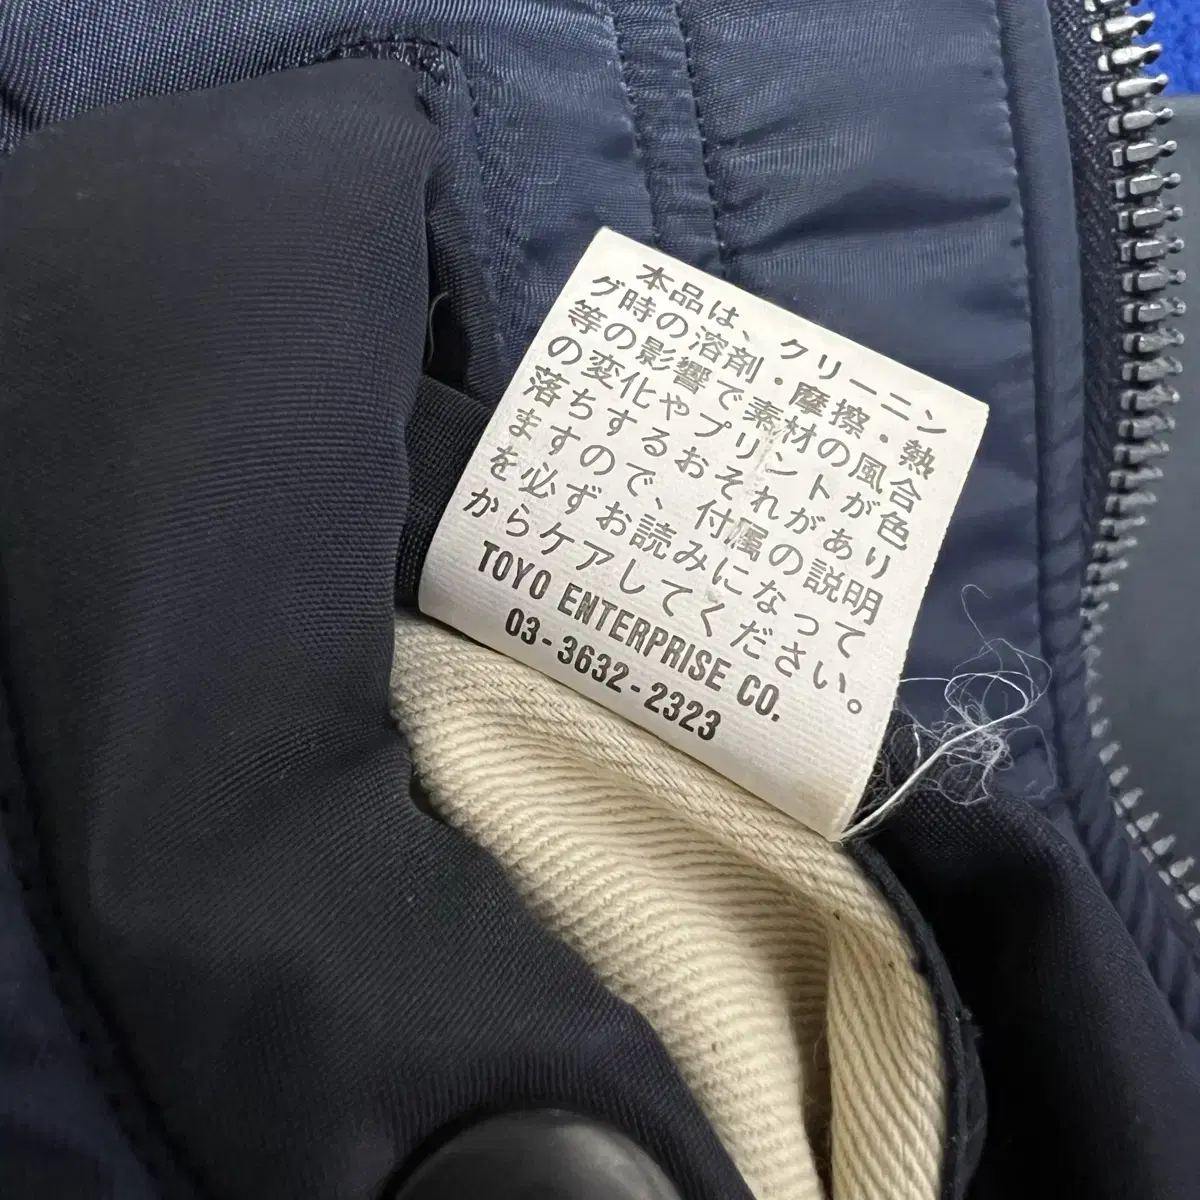 本品は、クリーニン
グ時の溶剤・摩擦・熱
等の影響で素材の風合
の変化やプリントが色
落ちするおそれがあり
ますので、付属の説明
を必ずお読みになって
からケアしてください。
TOYO ENTERPRISE CO.
03-3632-2323